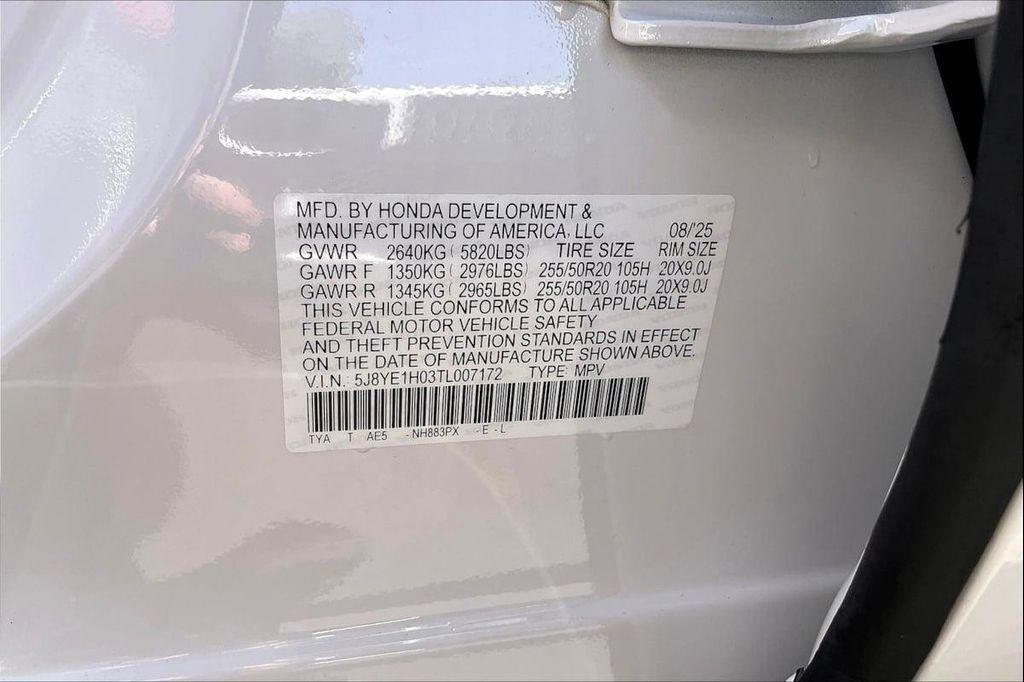 MFD. BY HONDA DEVELOPMENT &
MANUFACTURING OF AMERICA, LLC 08/'25
GVWR 2640KG ( 5820LBS) TIRE SIZE RIM SIZE
GAWR F 1350KG ( 2976LBS) 255/50R20 105H 20X9.0J
GAWR R 1345KG ( 2965LBS) 255/50R20 105H 20X9.0J
THIS VEHICLE CONFORMS TO ALL APPLICABLE
FEDERAL MOTOR VEHICLE SAFETY
AND THEFT PREVENTION STANDARDS IN EFFECT
ON THE DATE OF MANUFACTURE SHOWN ABOVE.
V.I.N.: 5J8YE1H03TL007172 TYPE: MPV
TYA T AE5 -NH883PX -E -L